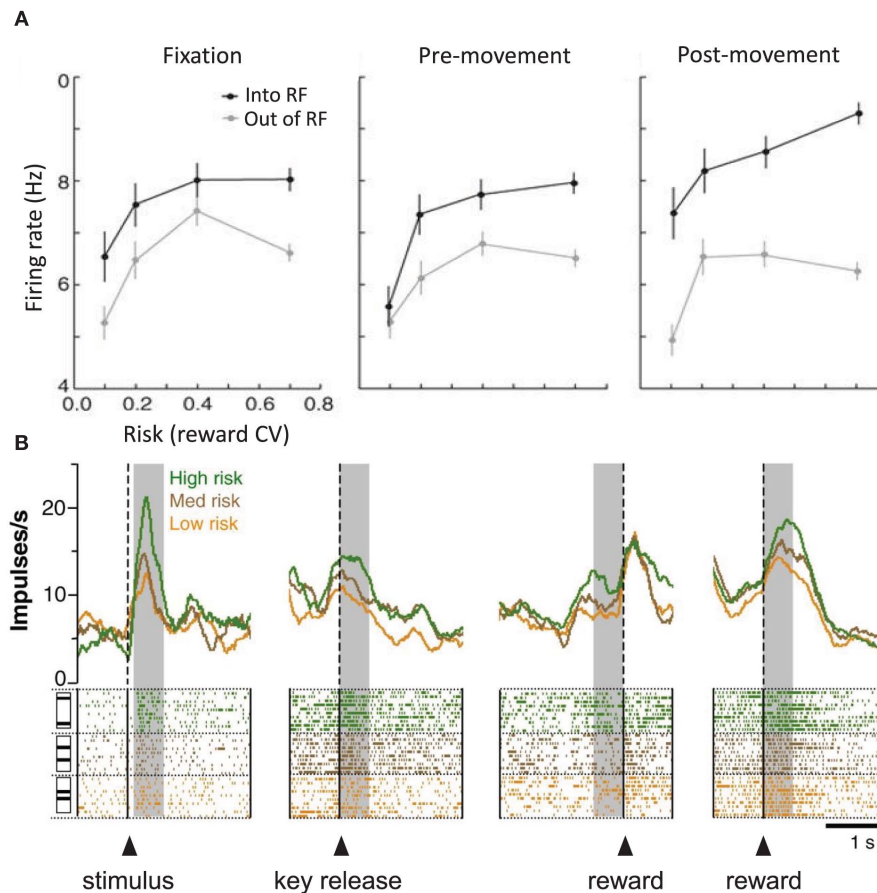 A
Fixation
Pre-movement
Post-movement
0
8
6
4
Firing rate (Hz)
Into RF
Out of RF
0.0 0.2 0.4 0.6 0.8
Risk (reward CV)
B
High risk
Med risk
Low risk
20
10
0
Impulses/s
1 s
stimulus
key release
reward
reward